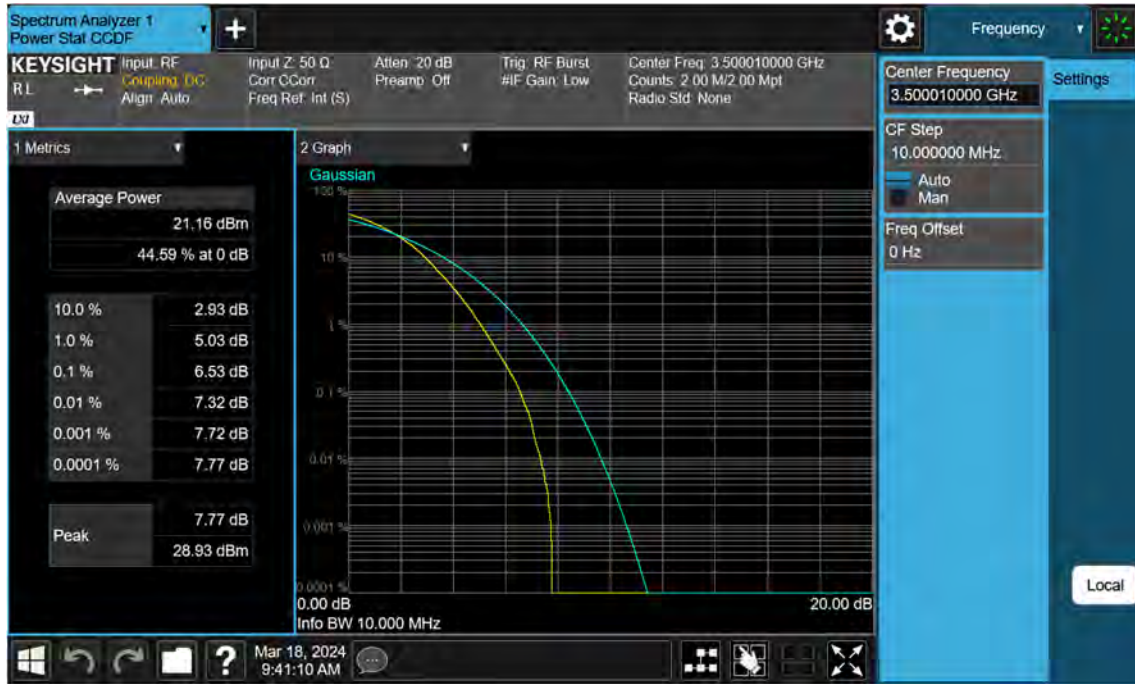 Spectrum Analyzer 1
Power Stat CCDF
+
Frequency
KEYSIGHT
RL
LXI
Input: RF
Coupling: DC
Align: Auto
Input Z: 50 Ω
Corr CCorr
Freq Ref: Int (S)
Atten: 20 dB
Preamp: Off
Trig: RF Burst
#IF Gain: Low
Center Freq: 3.500010000 GHz
Counts: 2.00 M/2.00 Mpt
Radio Std: None
Center Frequency
3.500010000 GHz
Settings
CF Step
10.000000 MHz
Auto
Man
Freq Offset
0 Hz
Local
1 Metrics
Average Power
21.16 dBm
44.59 % at 0 dB
10.0 % 2.93 dB
1.0 % 5.03 dB
0.1 % 6.53 dB
0.01 % 7.32 dB
0.001 % 7.72 dB
0.0001 % 7.77 dB
Peak
7.77 dB
28.93 dBm
2 Graph
Gaussian
100 %
10 %
1 %
0.1 %
0.01 %
0.001 %
0.0001 %
0.00 dB 20.00 dB
Info BW 10.000 MHz
?
Mar 18, 2024
9:41:10 AM